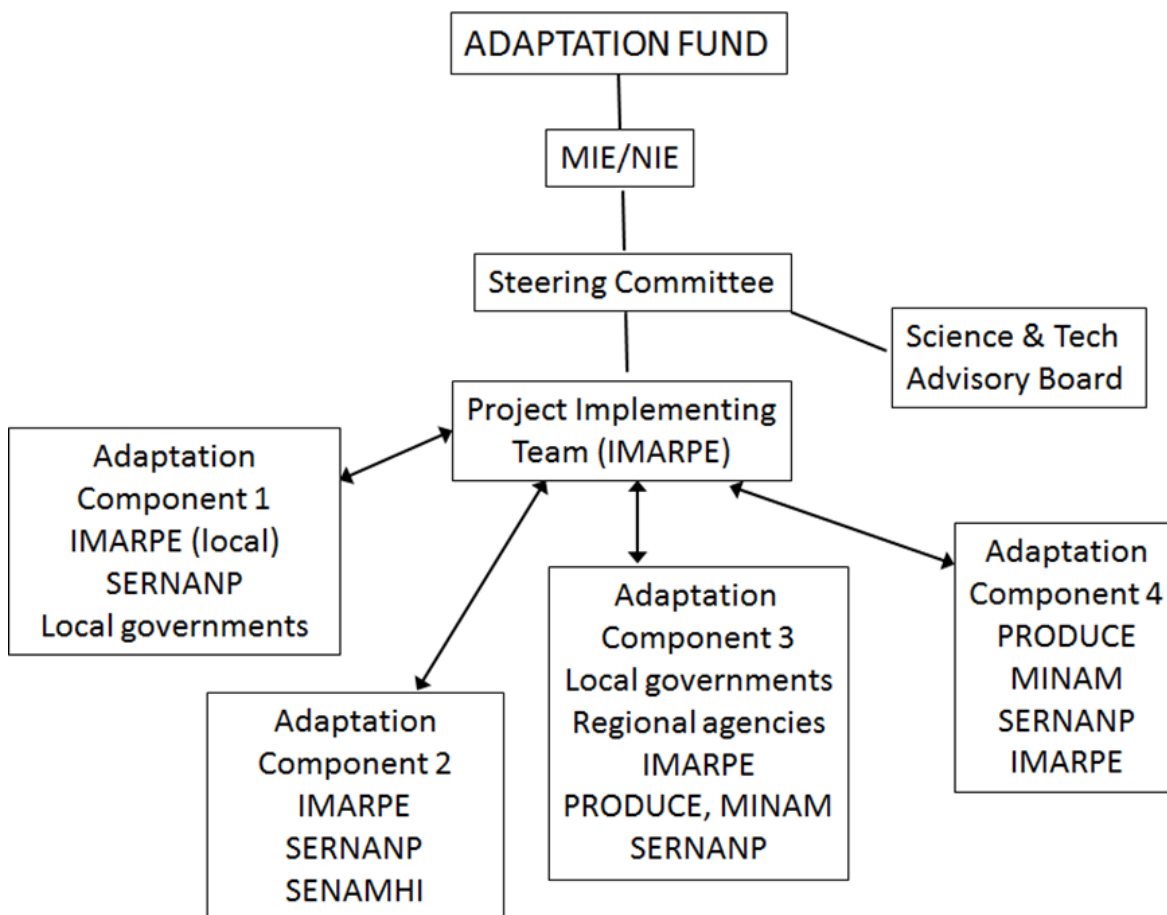 ADAPTATION FUND
MIE/NIE
Steering Committee
Science & Tech
Advisory Board
Project Implementing
Team (IMARPE)
Adaptation
Component 1
IMARPE (local)
SERNANP
Local governments
Adaptation
Component 2
IMARPE
SERNANP
SENAMHI
Adaptation
Component 3
Local governments
Regional agencies
IMARPE
PRODUCE, MINAM
SERNANP
Adaptation
Component 4
PRODUCE
MINAM
SERNANP
IMARPE